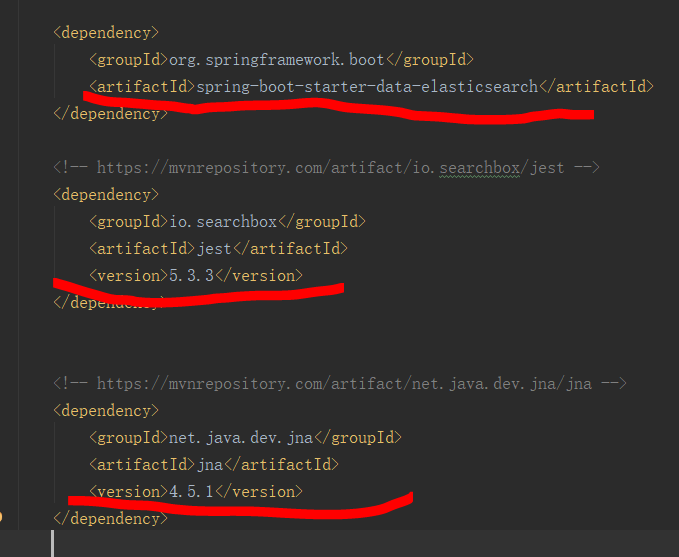 <dependency>
<groupId>org.springframework.boot</groupId>
<artifactId>spring-boot-starter-data-elasticsearch</artifactId>
</dependency>
<!-- https://mvnrepository.com/artifact/io.searchbox/jest -->
<dependency>
<groupId>io.searchbox</groupId>
<artifactId>jest</artifactId>
<version>5.3.3</version>
</dependency>
<!-- https://mvnrepository.com/artifact/net.java.dev.jna/jna -->
<dependency>
<groupId>net.java.dev.jna</groupId>
<artifactId>jna</artifactId>
<version>4.5.1</version>
</dependency>